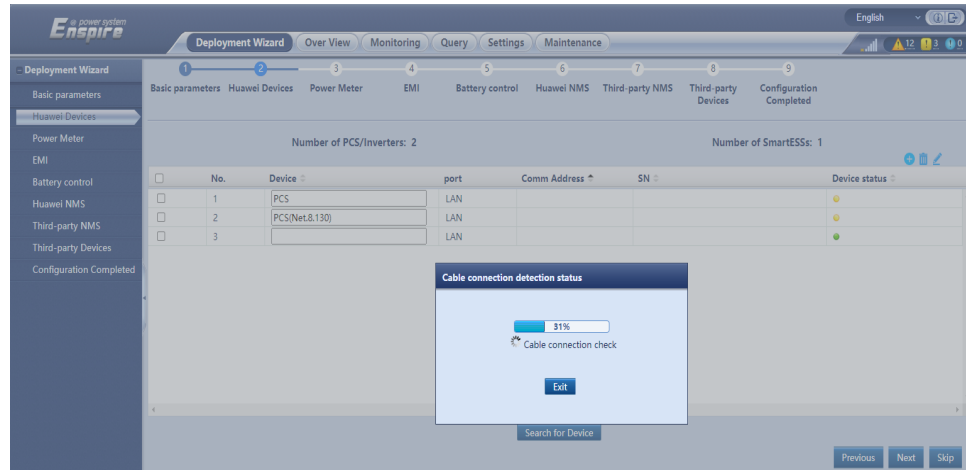 e power system
Enspire
English
Deployment Wizard Over View Monitoring Query Settings Maintenance
12 3 0
Deployment Wizard
Basic parameters
Huawei Devices
Power Meter
EMI
Battery control
Huawei NMS
Third-party NMS
Third-party Devices
Configuration Completed
1 2 3 4 5 6 7 8 9
Basic parameters Huawei Devices Power Meter EMI Battery control Huawei NMS Third-party NMS Third-party Devices Configuration Completed
Number of PCS/Inverters: 2 Number of SmartESSs: 1
No. Device port Comm Address SN Device status
1 PCS LAN
2 PCS(Net.8.130) LAN
3 LAN
Cable connection detection status
31%
Cable connection check
Exit
Search for Device
Previous Next Skip